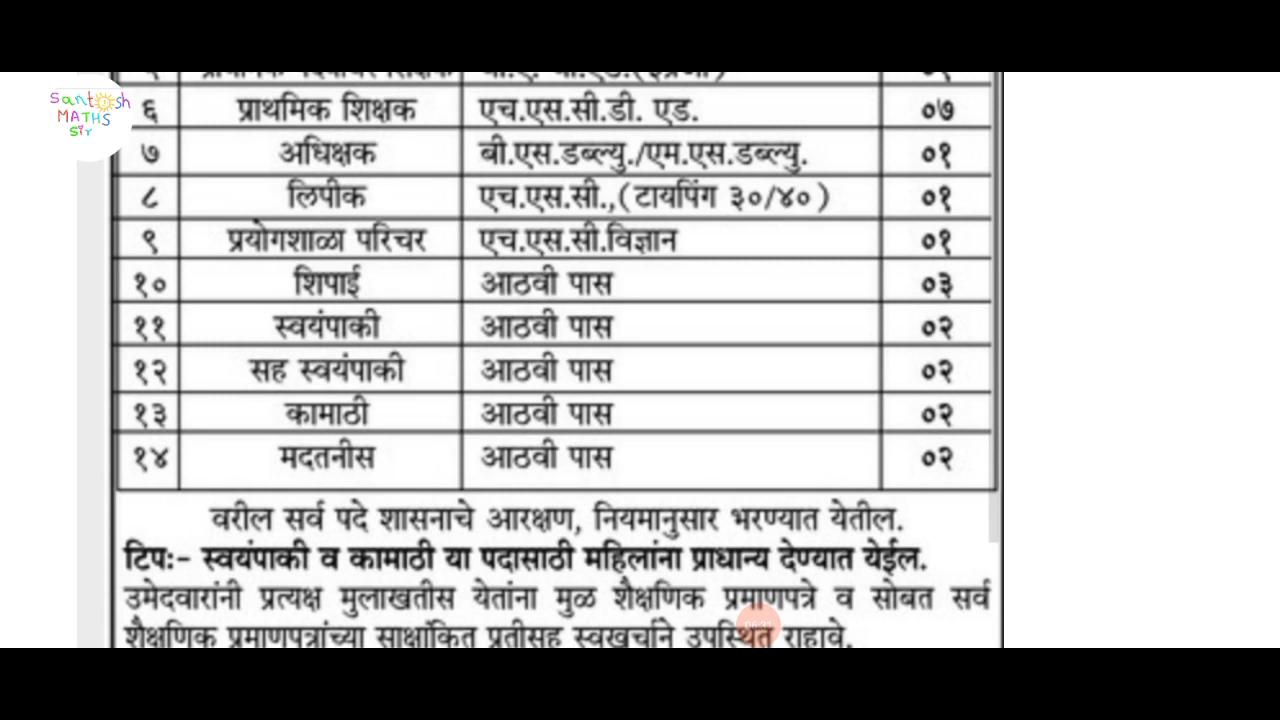 Santosh
MATHS
Sir
६ प्राथमिक शिक्षक एच.एस.सी.डी. एड. ०७
७ अधिक्षक बी.एस.डब्ल्यु./एम.एस.डब्ल्यु. ०१
८ लिपीक एच.एस.सी.,(टायपिंग ३०/४०) ०१
९ प्रयोगशाळा परिचर एच.एस.सी.विज्ञान ०१
१० शिपाई आठवी पास ०३
११ स्वयंपाकी आठवी पास ०२
१२ सह स्वयंपाकी आठवी पास ०२
१३ कामाठी आठवी पास ०२
१४ मदतनीस आठवी पास ०२
वरील सर्व पदे शासनाचे आरक्षण, नियमानुसार भरण्यात येतील.
टिपः- स्वयंपाकी व कामाठी या पदासाठी महिलांना प्राधान्य देण्यात येईल.
उमेदवारांनी प्रत्यक्ष मुलाखतीस येतांना मुळ शैक्षणिक प्रमाणपत्रे व सोबत सर्व
शैक्षणिक प्रमाणपत्रांच्या साक्षांकित प्रतीसह स्वखर्चाने उपस्थित राहावे.
06:31